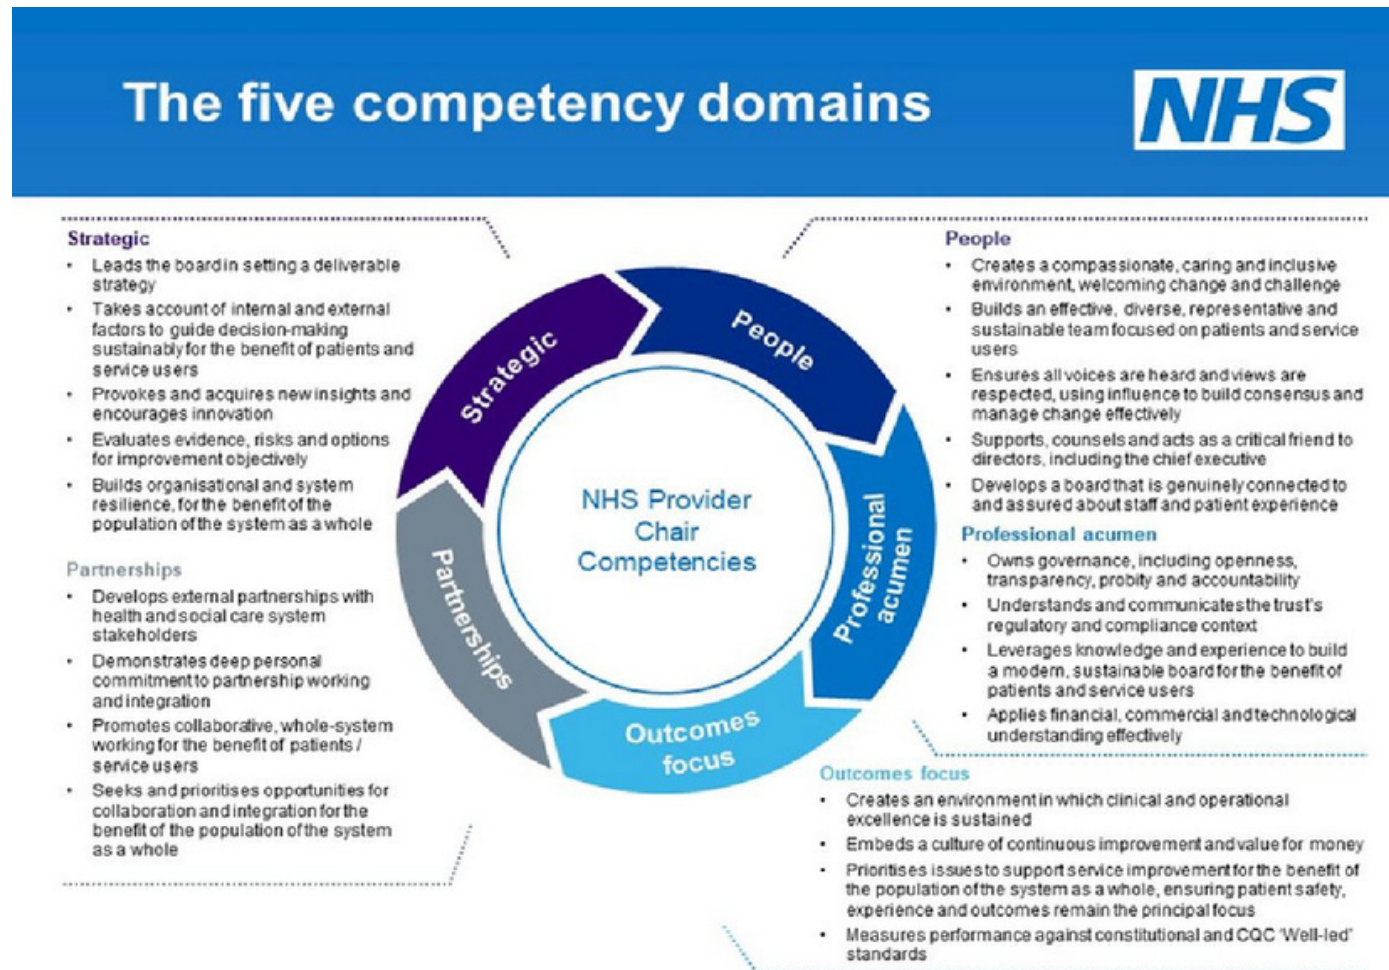 The five competency domains
NHS
Strategic
• Leads the board in setting a deliverable
strategy
• Takes account of internal and external
factors to guide decision-making
sustainably for the benefit of patients and
service users
• Provokes and acquires new insights and
encourages innovation
• Evaluates evidence, risks and options
for improvement objectively
• Builds organisational and system
resilience, for the benefit of the
population of the system as a whole
Partnerships
• Develops external partnerships with
health and social care system
stakeholders
• Demonstrates deep personal
commitment to partnership working
and integration
• Promotes collaborative, whole-system
working for the benefit of patients /
service users
• Seeks and prioritises opportunities for
collaboration and integration for the
benefit of the population of the system
as a whole
Strategic
People
Professional
acumen
Outcomes
focus
Partnerships
NHS Provider
Chair
Competencies
People
• Creates a compassionate, caring and inclusive
environment, welcoming change and challenge
• Builds an effective, diverse, representative and
sustainable team focused on patients and service
users
• Ensures all voices are heard and views are
respected, using influence to build consensus and
manage change effectively
• Supports, counsels and acts as a critical friend to
directors, including the chief executive
• Develops a board that is genuinely connected to
and assured about staff and patient experience
Professional acumen
• Owns governance, including openness,
transparency, probity and accountability
• Understands and communicates the trust's
regulatory and compliance context
• Leverages knowledge and experience to build
a modern, sustainable board for the benefit of
patients and service users
• Applies financial, commercial and technological
understanding effectively
Outcomes focus
• Creates an environment in which clinical and operational
excellence is sustained
• Embeds a culture of continuous improvement and value for money
• Prioritises issues to support service improvement for the benefit of
the population of the system as a whole, ensuring patient safety,
experience and outcomes remain the principal focus
• Measures performance against constitutional and CQC 'Well-led'
standards